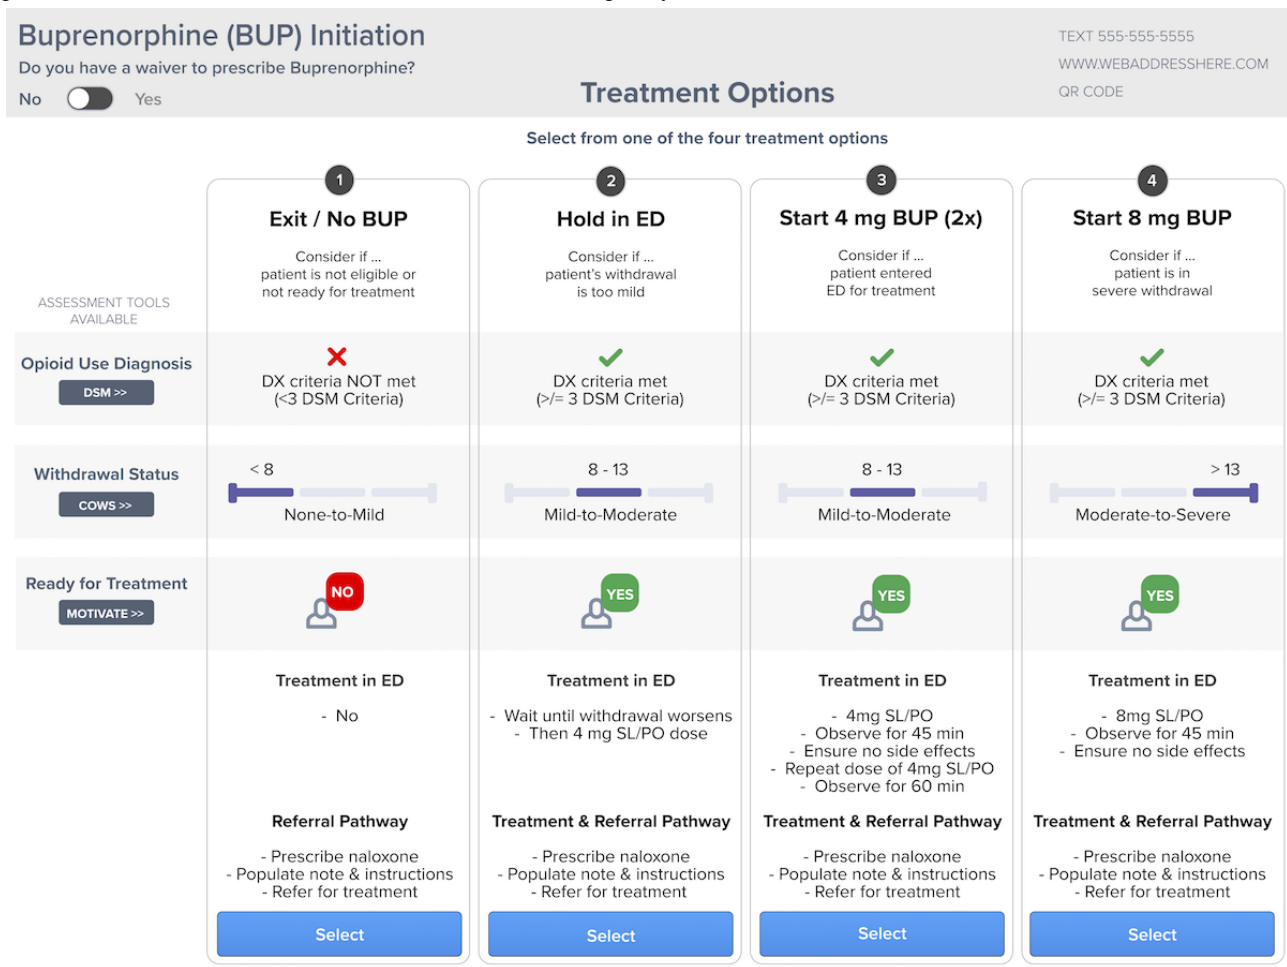 Buprenorphine (BUP) Initiation
Do you have a waiver to prescribe Buprenorphine?
No Yes
Treatment Options
TEXT 555-555-5555
WWW.WEBADDRESSHERE.COM
QR CODE
Select from one of the four treatment options
ASSESSMENT TOOLS
AVAILABLE
Opioid Use Diagnosis
DSM >>
Withdrawal Status
COWS >>
Ready for Treatment
MOTIVATE >>
1
Exit / No BUP
Consider if ...
patient is not eligible or
not ready for treatment
DX criteria NOT met
(<3 DSM Criteria)
< 8
None-to-Mild
NO
Treatment in ED
- No
Referral Pathway
- Prescribe naloxone
- Populate note & instructions
- Refer for treatment
Select
2
Hold in ED
Consider if ...
patient's withdrawal
is too mild
DX criteria met
(>/= 3 DSM Criteria)
8 - 13
Mild-to-Moderate
YES
Treatment in ED
- Wait until withdrawal worsens
- Then 4 mg SL/PO dose
Treatment & Referral Pathway
- Prescribe naloxone
- Populate note & instructions
- Refer for treatment
Select
3
Start 4 mg BUP (2x)
Consider if ...
patient entered
ED for treatment
DX criteria met
(>/= 3 DSM Criteria)
8 - 13
Mild-to-Moderate
YES
Treatment in ED
- 4mg SL/PO
- Observe for 45 min
- Ensure no side effects
- Repeat dose of 4mg SL/PO
- Observe for 60 min
Treatment & Referral Pathway
- Prescribe naloxone
- Populate note & instructions
- Refer for treatment
Select
4
Start 8 mg BUP
Consider if ...
patient is in
severe withdrawal
DX criteria met
(>/= 3 DSM Criteria)
> 13
Moderate-to-Severe
YES
Treatment in ED
- 8mg SL/PO
- Observe for 45 min
- Ensure no side effects
Treatment & Referral Pathway
- Prescribe naloxone
- Populate note & instructions
- Refer for treatment
Select